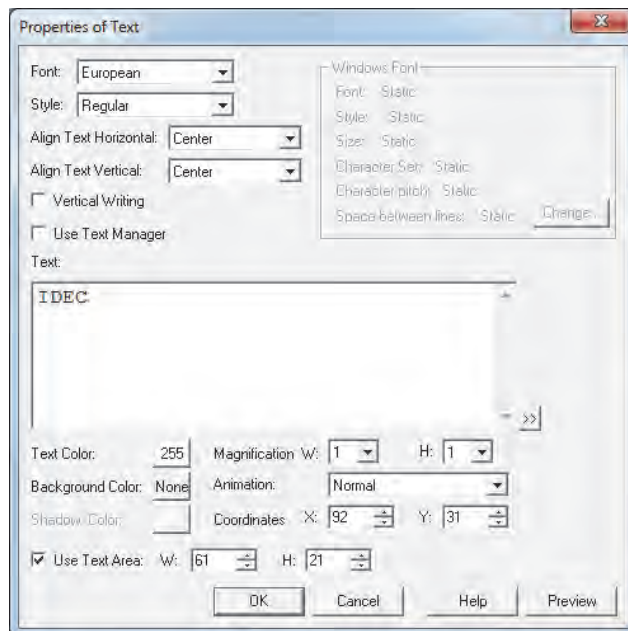 Properties of Text
Font: European
Style: Regular
Align Text Horizontal: Center
Align Text Vertical: Center
Vertical Writing
Use Text Manager
Windows Font
Font: Static
Style: Static
Size: Static
Character Set: Static
Character pitch: Static
Space between lines: Static Change...
Text:
IDEC
>>
Text Color: 255 Magnification W: 1 H: 1
Background Color: None Animation: Normal
Shadow Color: Coordinates X: 92 Y: 31
Use Text Area: W: 61 H: 21
OK Cancel Help Preview